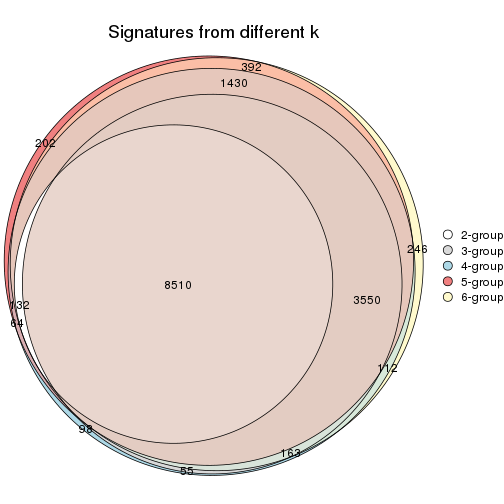 Signatures from different k
392
1430
202
246
8510
3550
132
64
112
98
163
55
2-group
3-group
4-group
5-group
6-group